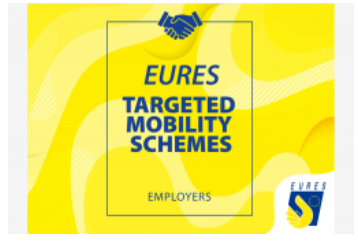 EURES
TARGETED
MOBILITY
SCHEMES
EMPLOYERS
EURES